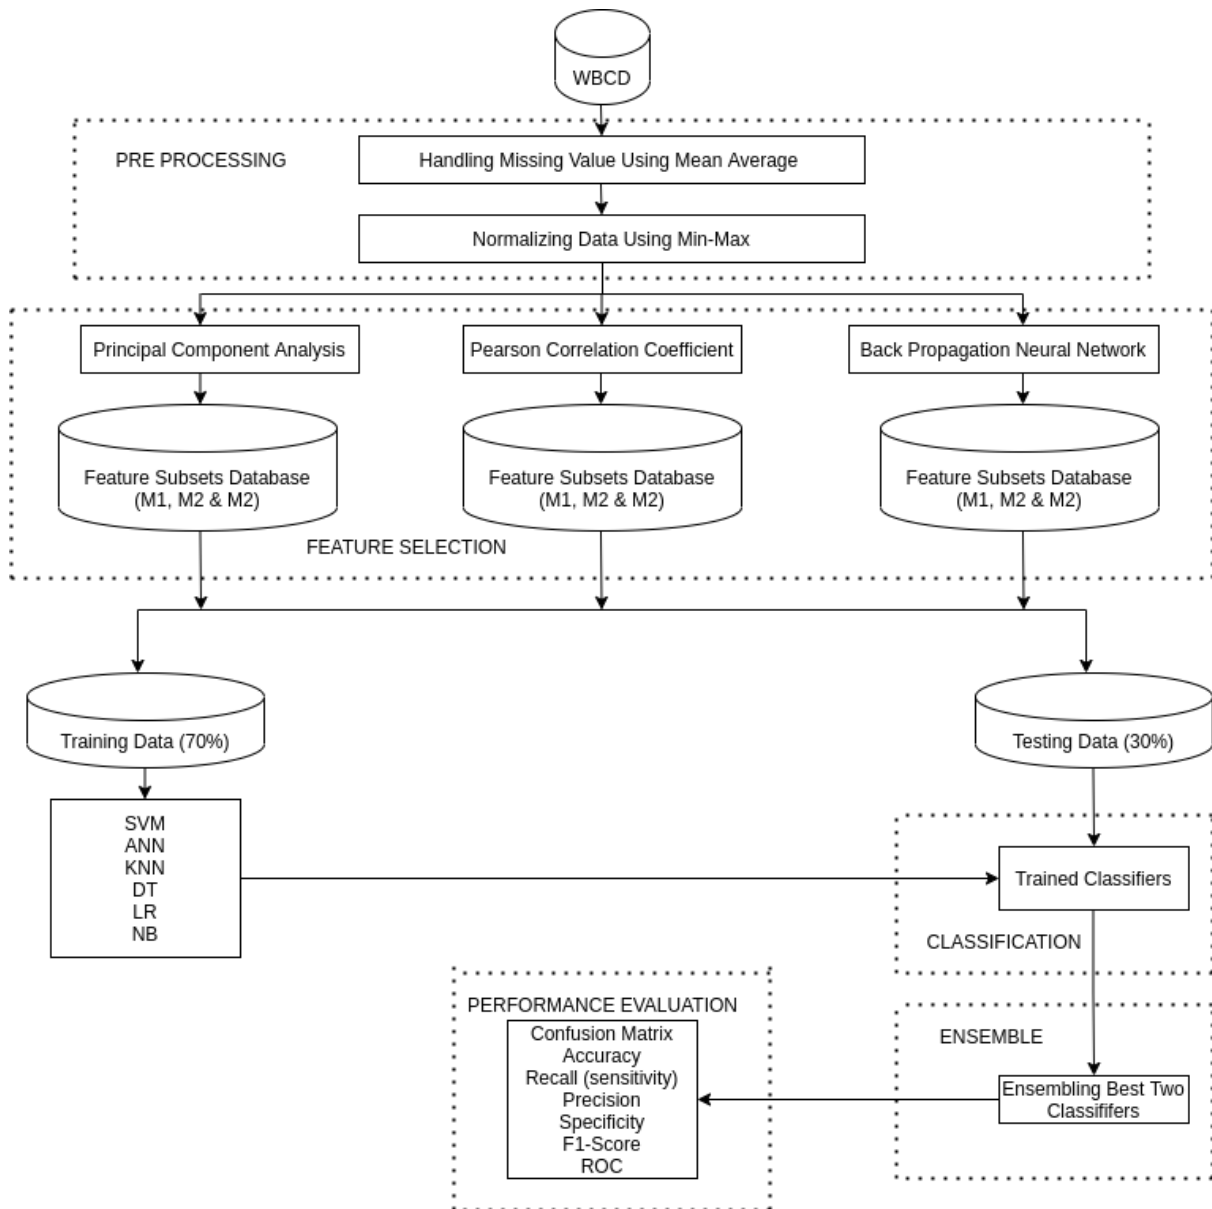 WBCD
PRE PROCESSING
Handling Missing Value Using Mean Average
Normalizing Data Using Min-Max
Principal Component Analysis
Pearson Correlation Coefficient
Back Propagation Neural Network
Feature Subsets Database
(M1, M2 & M2)
Feature Subsets Database
(M1, M2 & M2)
Feature Subsets Database
(M1, M2 & M2)
FEATURE SELECTION
Training Data (70%)
Testing Data (30%)
SVM
ANN
KNN
DT
LR
NB
Trained Classifiers
CLASSIFICATION
PERFORMANCE EVALUATION
Confusion Matrix
Accuracy
Recall (sensitivity)
Precision
Specificity
F1-Score
ROC
ENSEMBLE
Ensembling Best Two
Classififers